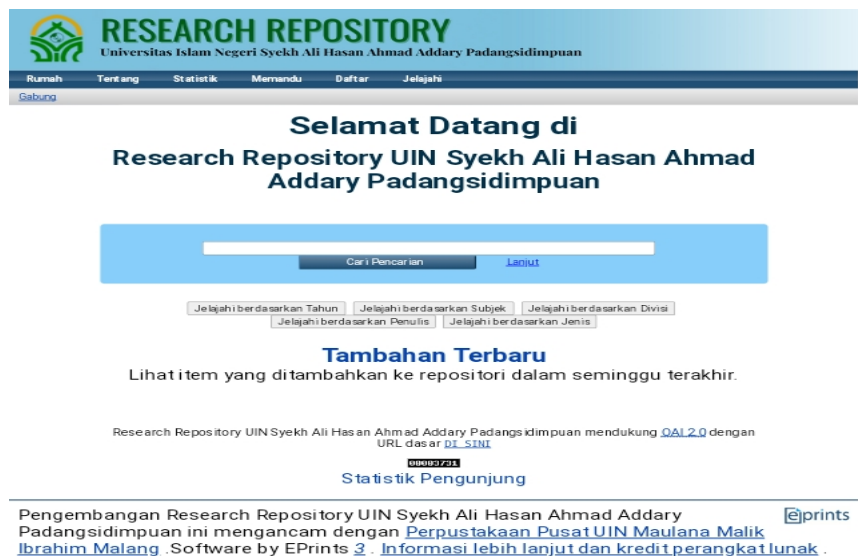 RESEARCH REPOSITORY
Universitas Islam Negeri Syekh Ali Hasan Ahmad Addary Padangsidimpuan
Rumah Tentang Statistik Memandu Daftar Jelajahi
Gabung
Selamat Datang di
Research Repository UIN Syekh Ali Hasan Ahmad
Addary Padangsidimpuan
Cari Pencarian Lanjut
Jelajahi berdasarkan Tahun Jelajahi berdasarkan Subjek Jelajahi berdasarkan Divisi
Jelajahi berdasarkan Penulis Jelajahi berdasarkan Jenis
Tambahan Terbaru
Lihat item yang ditambahkan ke repositori dalam seminggu terakhir.
Research Repository UIN Syekh Ali Hasan Ahmad Addary Padangsidimpuan mendukung OAI 2.0 dengan
URL dasar DI SINI
00003731
Statistik Pengunjung
Pengembangan Research Repository UIN Syekh Ali Hasan Ahmad Addary
Padangsidimpuan ini mengancam dengan Perpustakaan Pusat UIN Maulana Malik
Ibrahim Malang .Software by EPrints 3 . Informasi lebih lanjut dan kredit perangkat lunak .
eprints